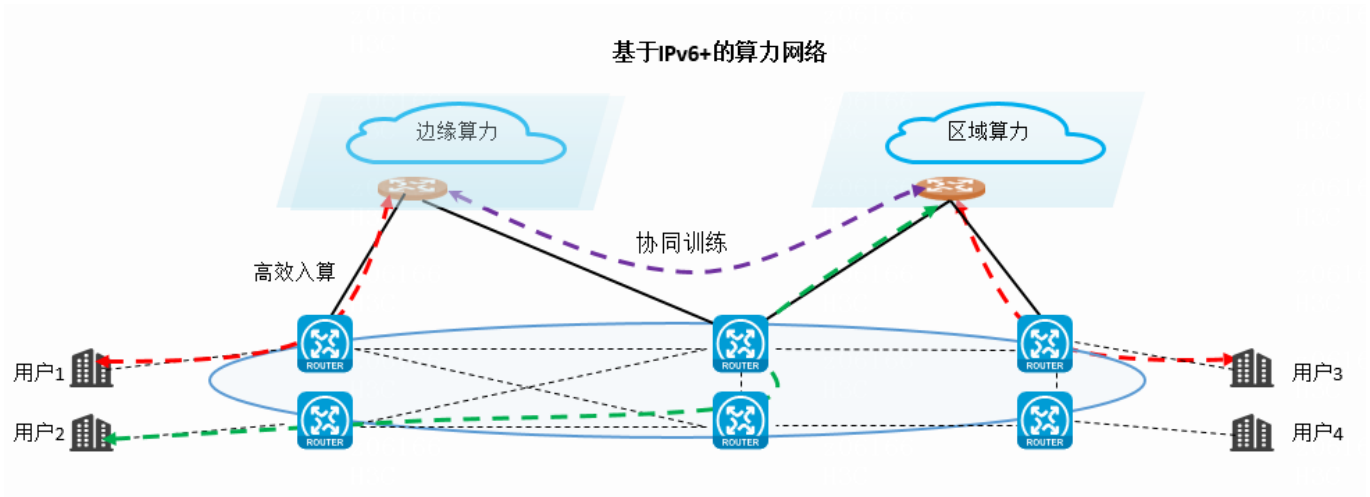 基于IPv6+的算力网络
边缘算力
区域算力
协同训练
高效入算
ROUTER
ROUTER
ROUTER
用户1
用户3
用户2
用户4
ROUTER
ROUTER
ROUTER